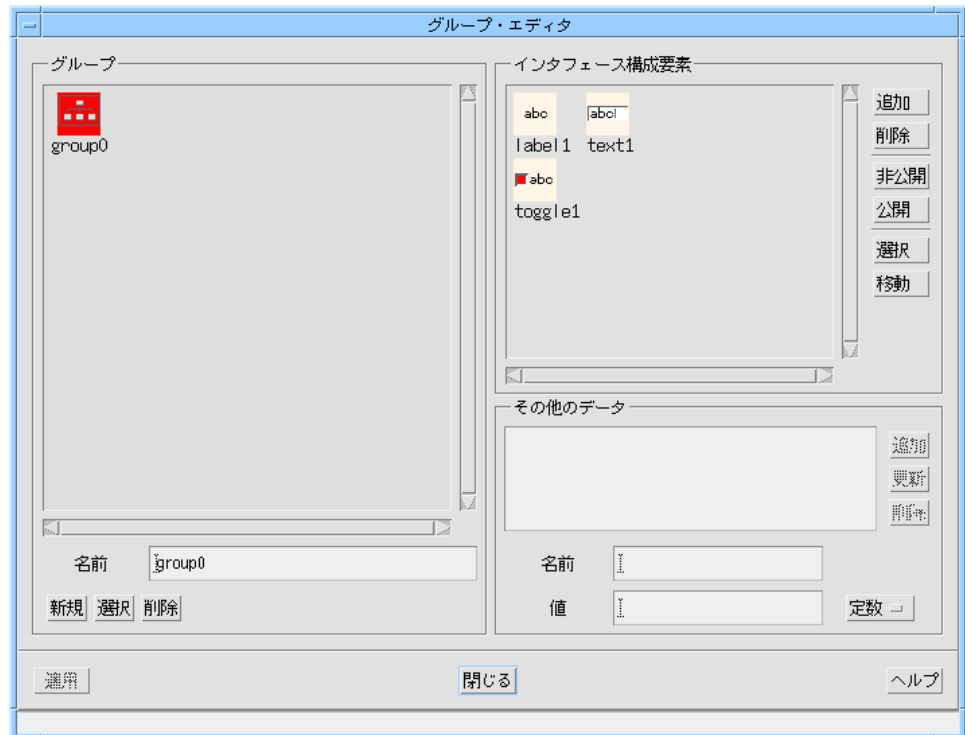 グループ・エディタ
グループ
group0
名前
group0
新規 選択 削除
インタフェース構成要素
abc abc
label1 text1
abc
toggle1
追加
削除
非公開
公開
選択
移動
その他のデータ
追加
更新
削除
名前
値
定数
適用
閉じる
ヘルプ